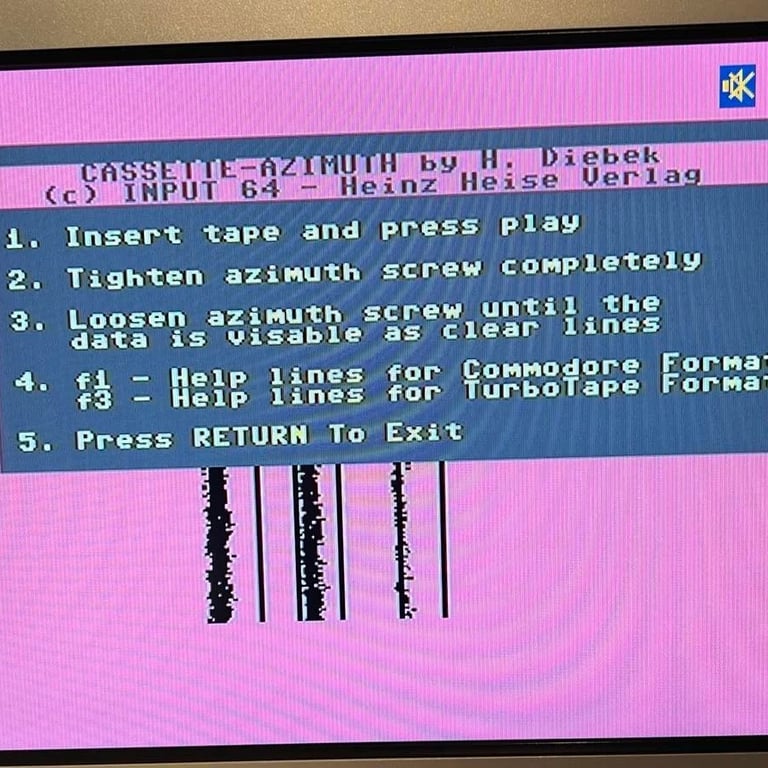 CASSETTE-AZIMUTH by H. Diebek
(c) INPUT 64 - Heinz Heise Verlag
1. Insert tape and press play
2. Tighten azimuth screw completely
3. Loosen azimuth screw until the
data is visable as clear lines
4. f1 - Help lines for Commodore Format
f3 - Help lines for TurboTape Format
5. Press RETURN To Exit